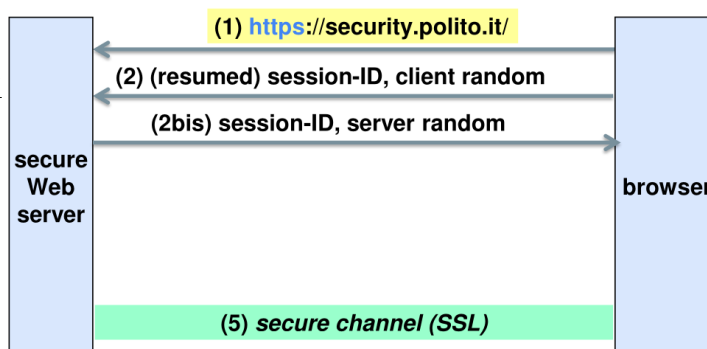 (1) https://security.polito.it/
(2) (resumed) session-ID, client random
(2bis) session-ID, server random
secure
Web
server
browser
(5) secure channel (SSL)